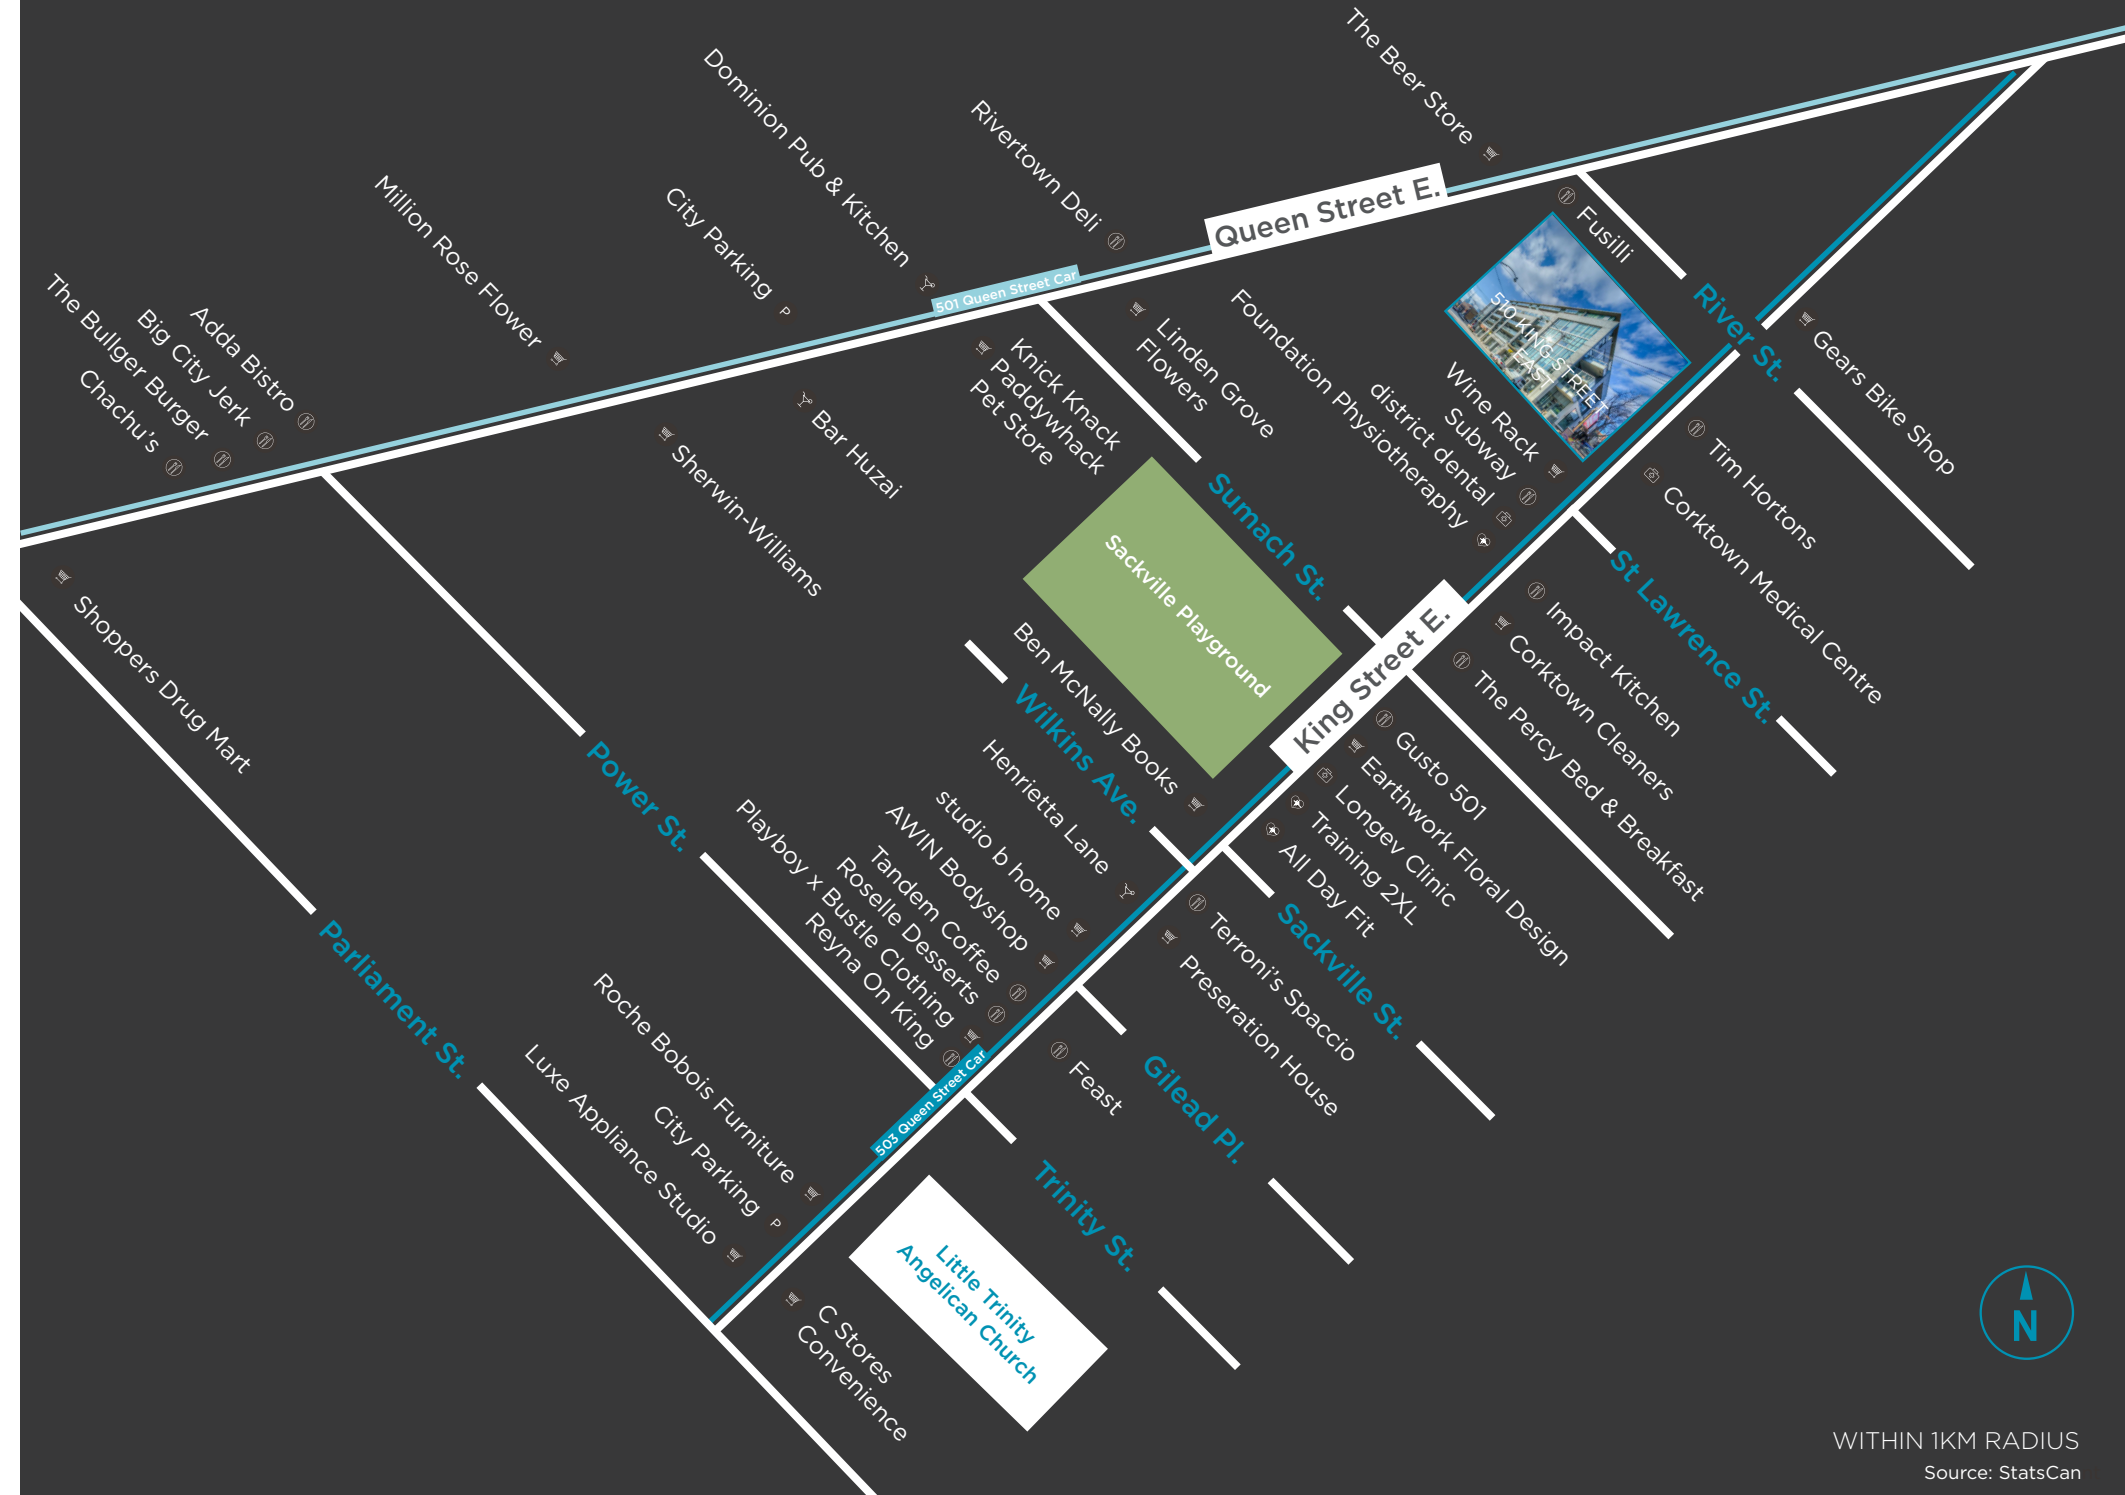 The Beer Store
Dominion Pub & Kitchen
Rivertown Deli
Million Rose Flower
City Parking
Queen Street E.
501 Queen Street Car
The Bullger Burger
Big City Jerk
Adda Bistro
Chachu's
Fusilli
510 KING STREET
EAST
River St.
Gears Bike Shop
Linden Grove
Flowers
Knick Knack
Paddywhack
Pet Store
Foundation Physiotheraphy
district dental
Subway
Wine Rack
Bar Huzai
Sherwin-Williams
Sumach St.
Sackville Playground
Tim Hortons
Corktown Medical Centre
St Lawrence St.
Impact Kitchen
Corktown Cleaners
The Percy Bed & Breakfast
King Street E.
Shoppers Drug Mart
Ben McNally Books
Wilkins Ave.
Henrietta Lane
studio b home
AWIN Bodyshop
Tandem Coffee
Roselle Desserts
Playboy x Bustle Clothing
Reyna On King
Power St.
Gusto 501
Earthwork Floral Design
Longev Clinic
Training 2XL
All Day Fit
Sackville St.
Terroni's Spaccio
Preseration House
Parliament St.
Roche Bobois Furniture
City Parking
P
Luxe Appliance Studio
503 Queen Street Car
Feast
Gilead Pl.
Trinity St.
Little Trinity
Angelican Church
C Stores
Convenience
P
N
WITHIN 1KM RADIUS
Source: StatsCan